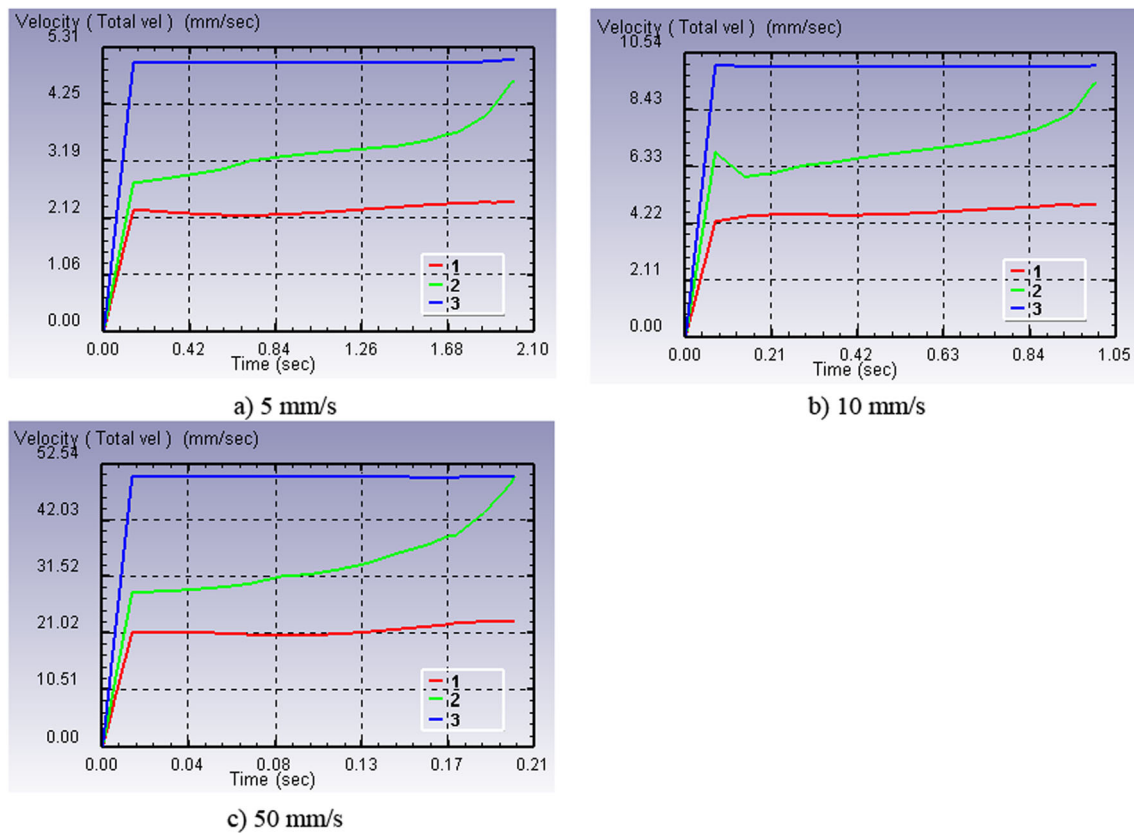 Velocity ( Total vel ) (mm/sec)
5.31
4.25
3.19
2.12
1.06
0.00
0.00 0.42 0.84 1.26 1.68 2.10
Time (sec)
1
2
3
a) 5 mm/s
Velocity ( Total vel ) (mm/sec)
10.54
8.43
6.33
4.22
2.11
0.00
0.00 0.21 0.42 0.63 0.84 1.05
Time (sec)
1
2
3
b) 10 mm/s
Velocity ( Total vel ) (mm/sec)
52.54
42.03
31.52
21.02
10.51
0.00
0.00 0.04 0.08 0.13 0.17 0.21
Time (sec)
1
2
3
c) 50 mm/s